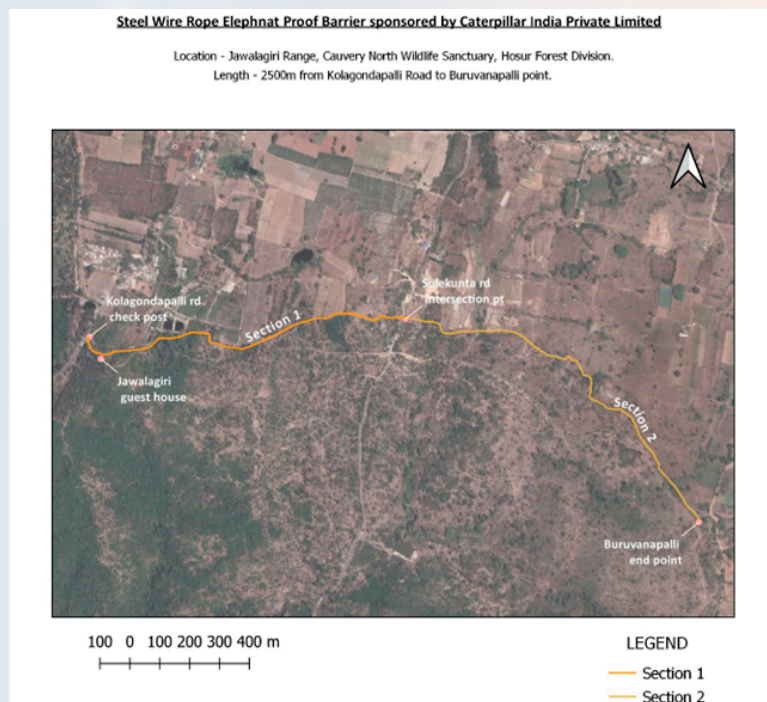 Steel Wire Rope Elephnat Proof Barrier sponsored by Caterpillar India Private Limited
Location - Jawalagiri Range, Cauvery North Wildlife Sanctuary, Hosur Forest Division.
Length - 2500m from Kolagondapalli Road to Buruvanapalli point.
Sulekunta rd
intersection pt
Kolagondapalli rd
check post
Section 1
Jawalagiri
guest house
Section 2
Buruvanapalli
end point
100 0 100 200 300 400 m
LEGEND
Section 1
Section 2